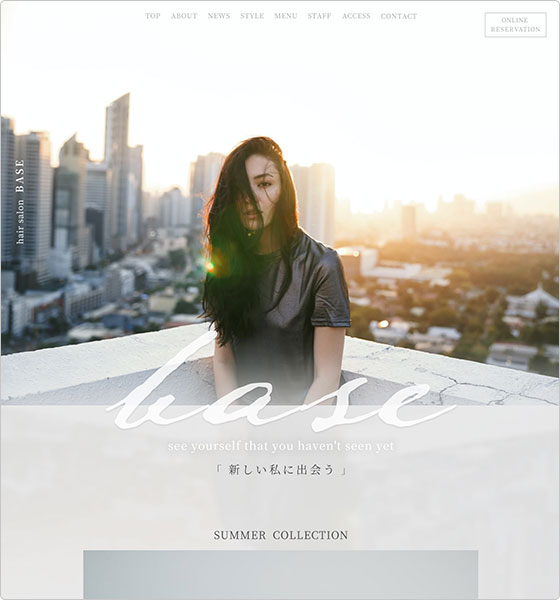 TOP ABOUT NEWS STYLE MENU STAFF ACCESS CONTACT
ONLINE
RESERVATION
hair salon BASE
base
see yourself that you haven't seen yet
「 新しい私に出会う 」
SUMMER COLLECTION